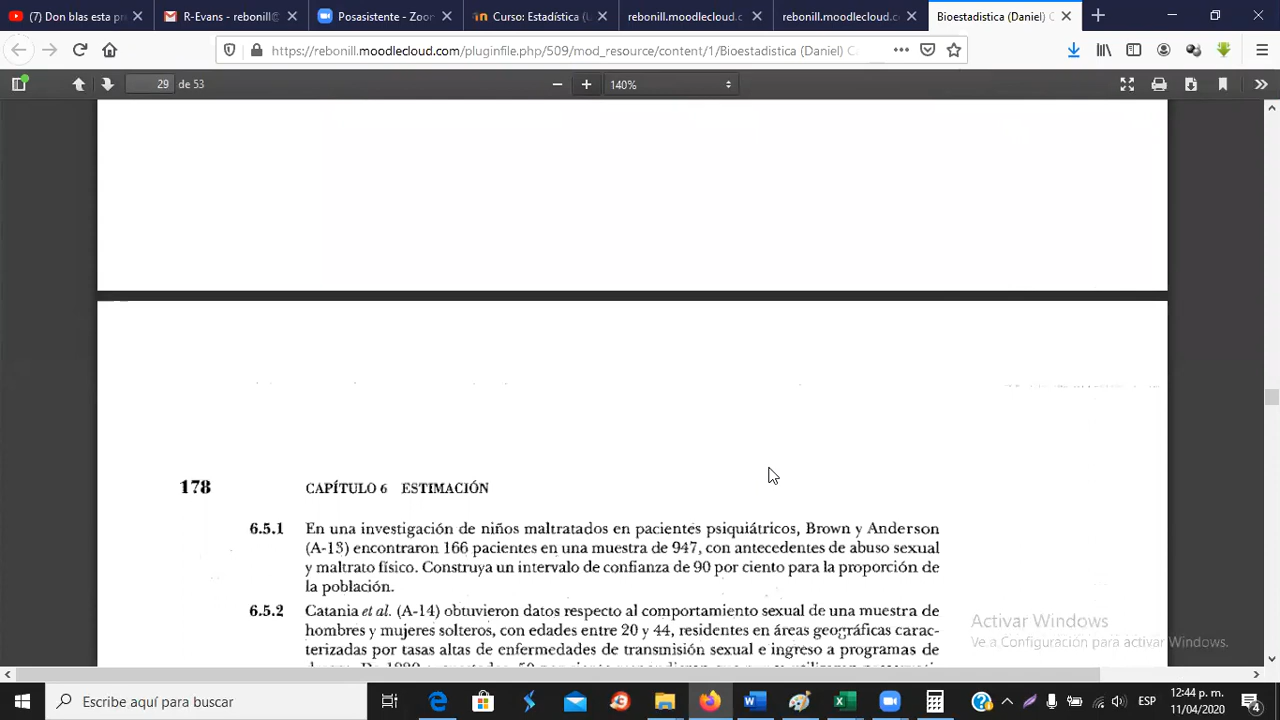 (7) Don blas esta pr
R-Evans - rebonill@
Posasistente - Zoom
Curso: Estadística (U
rebonill.moodlecloud.c
rebonill.moodlecloud.c
Bioestadistica (Daniel) C
https://rebonill.moodlecloud.com/pluginfile.php/509/mod_resource/content/1/Bioestadistica (Daniel) C
29 de 53
140%
178 CAPÍTULO 6 ESTIMACIÓN
6.5.1 En una investigación de niños maltratados en pacientes psiquiátricos, Brown y Anderson
(A-13) encontraron 166 pacientes en una muestra de 947, con antecedentes de abuso sexual
y maltrato físico. Construya un intervalo de confianza de 90 por ciento para la proporción de
la población.
6.5.2 Catania et al. (A-14) obtuvieron datos respecto al comportamiento sexual de una muestra de
hombres y mujeres solteros, con edades entre 20 y 44, residentes en áreas geográficas carac-
terizadas por tasas altas de enfermedades de transmisión sexual e ingreso a programas de
Activar Windows
Ve a Configuración para activar Windows.
Escribe aquí para buscar
ESP
12:44 p. m.
11/04/2020
4